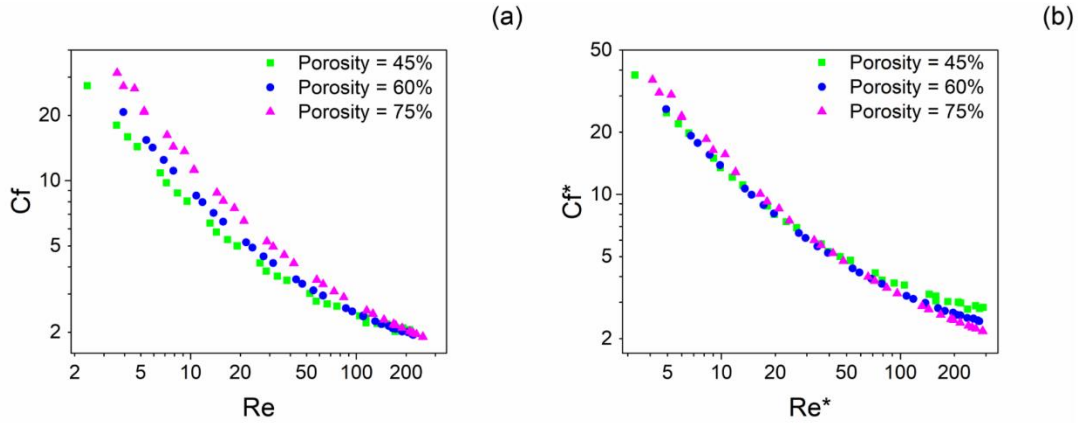 (a)
Porosity = 45%
Porosity = 60%
Porosity = 75%
20
10
5
2
Cf
2 5 10 20 50 100 200
Re
(b)
Porosity = 45%
Porosity = 60%
Porosity = 75%
50
20
10
5
2
Cf*
5 10 20 50 100 200
Re*